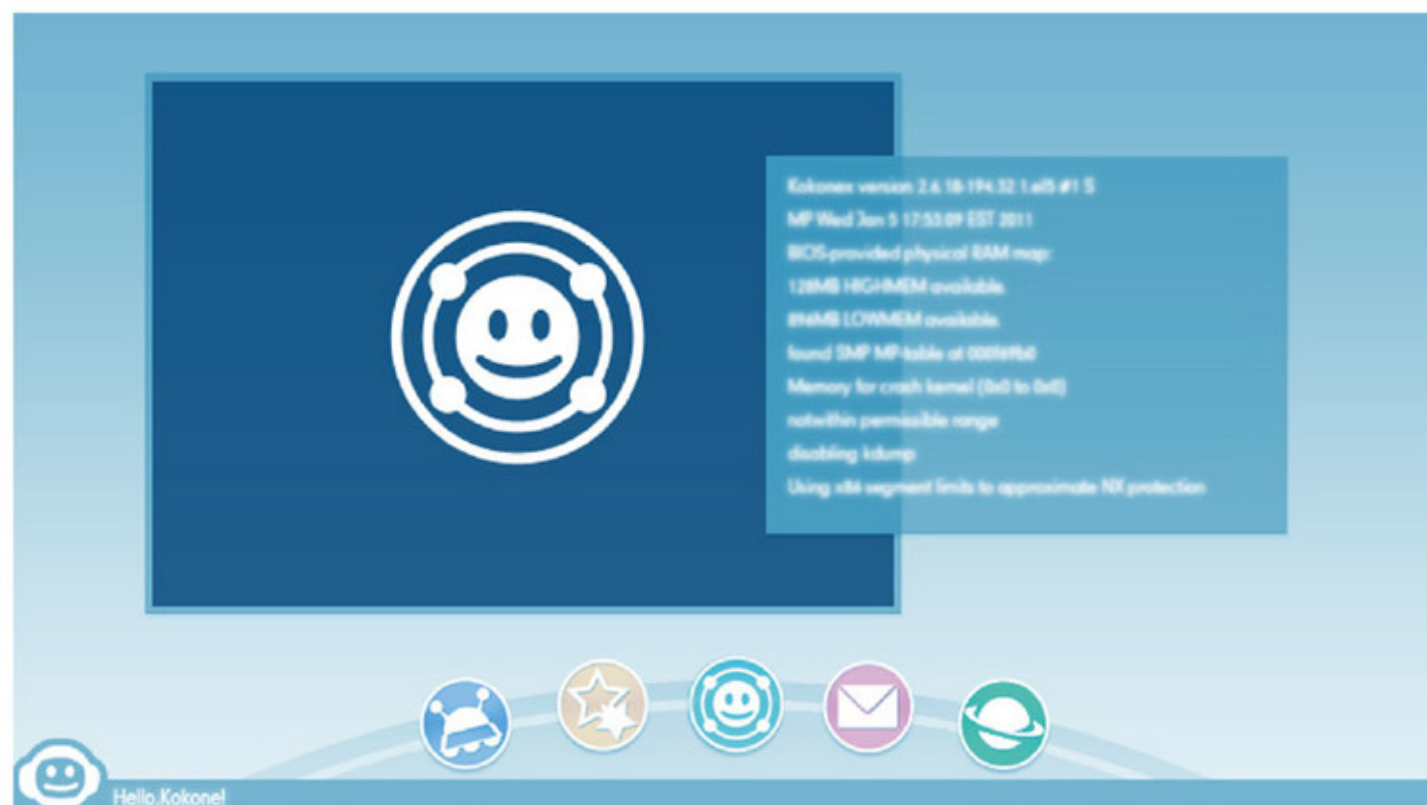 Kokonex version 2.6.18-194.32.1.el5 #1 S
MP Wed Jan 5 17:53:09 EST 2011
BIOS-provided physical RAM map:
128MB HIGHMEM available.
896MB LOWMEM available.
found SMP MP-table at
Memory for crash kernel (0x0 to 0x0)
notwithin permissible range
disabling kdump
Using x86 segment limits to approximate NX protection
Hello,Kokone!